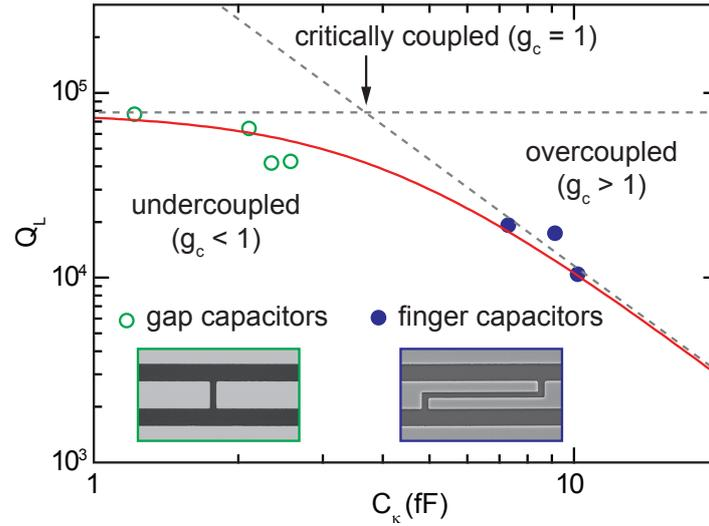 critically coupled (g_c = 1)
10^5
overcoupled
(g_c > 1)
undercoupled
(g_c < 1)
Q_L
10^4
gap capacitors
finger capacitors
10^3
1
10
C_κ (fF)